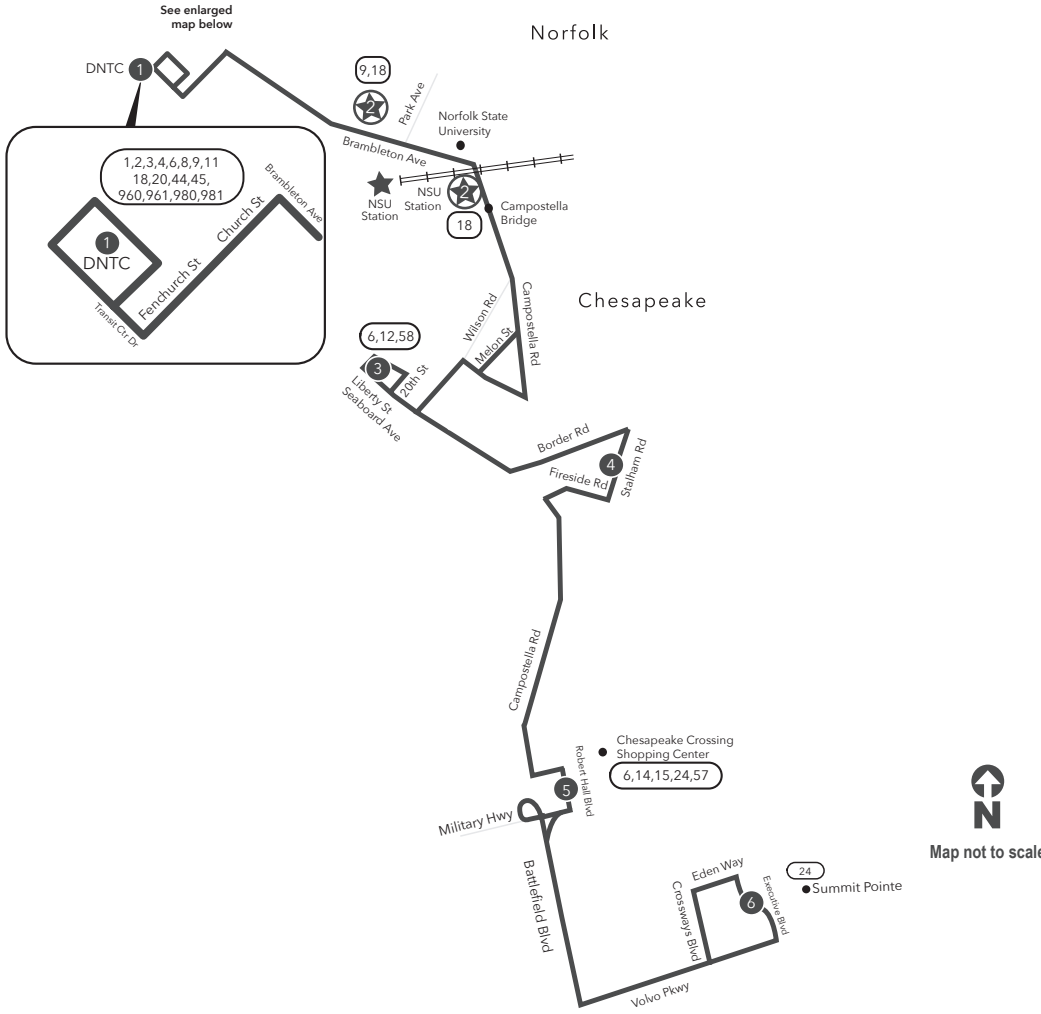 See enlarged
map below
Norfolk
DNTC
1
9,18
2
Park Ave
Norfolk State
University
Brambleton Ave
1,2,3,4,6,8,9,11
18,20,44,45,
960,961,980,981
Brambleton Ave
Church St
1
DNTC
Fenchurch St
Transit Ctr Dr
NSU
Station
NSU
Station
2
18
Campostella
Bridge
Chesapeake
Campostella Rd
Wilson Rd
Melon St
6,12,58
3
20th St
Liberty St
Seaboard Ave
Border Rd
4
Fireside Rd
Stalham Rd
Campostella Rd
Chesapeake Crossing
Shopping Center
6,14,15,24,57
Robert Hall Blvd
5
Military Hwy
N
Map not to scale
Battlefield Blvd
Eden Way
24
Summit Pointe
Crossways Blvd
6
Executive Blvd
Volvo Pkwy